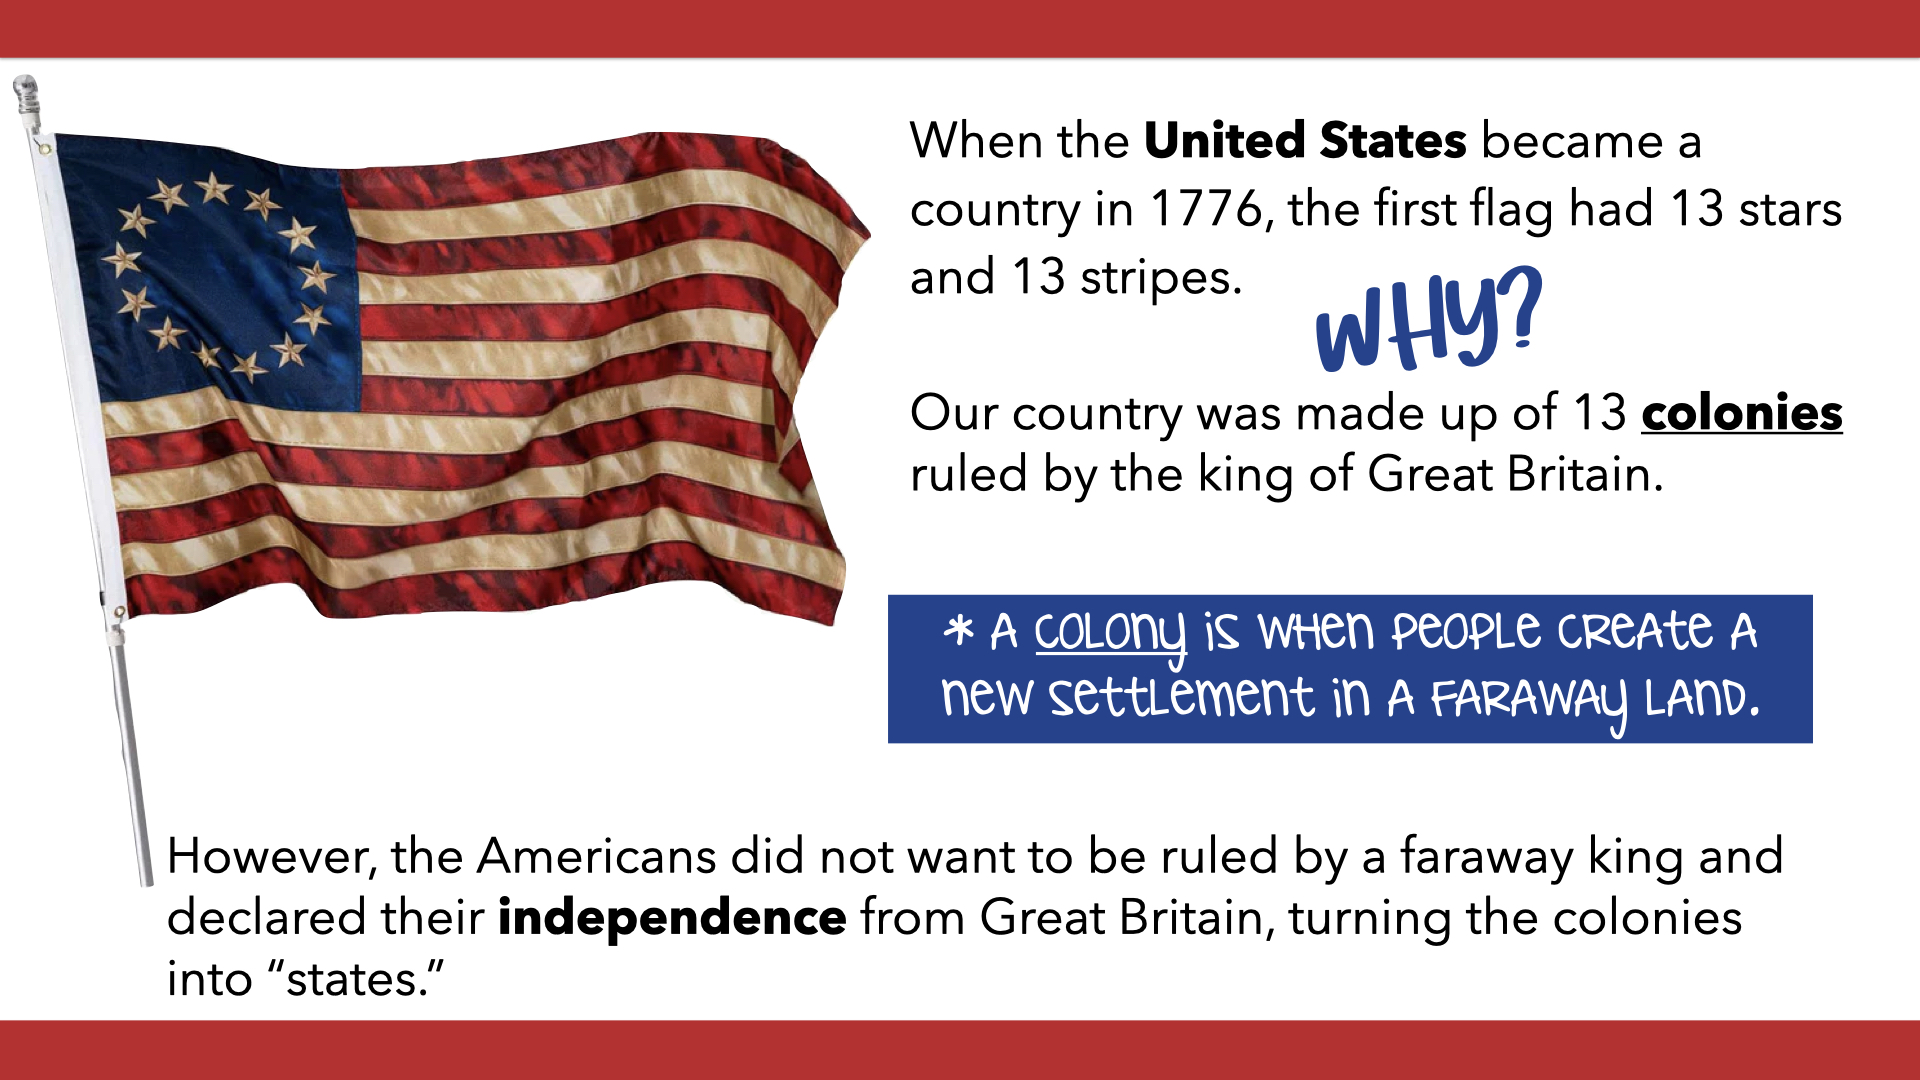 When the United States became a
country in 1776, the first flag had 13 stars
and 13 stripes.
WHY?
Our country was made up of 13 colonies
ruled by the king of Great Britain.
* A colony is when people create a
new settlement in a faraway land.
However, the Americans did not want to be ruled by a faraway king and
declared their independence from Great Britain, turning the colonies
into “states.”